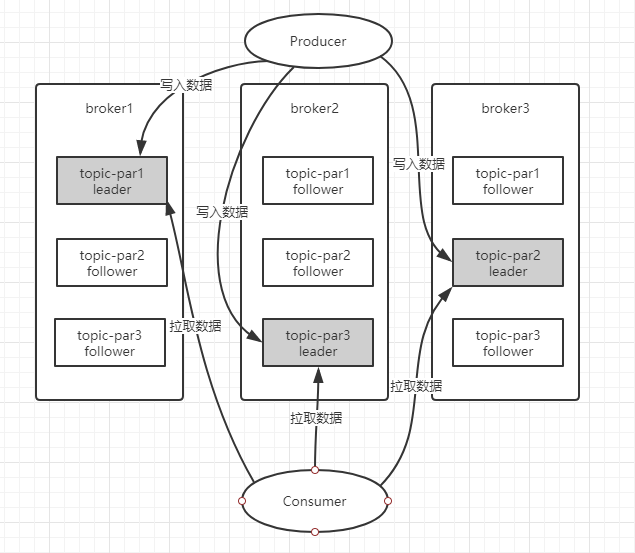 Producer
写入数据
broker1
broker2
broker3
topic-par1
leader
topic-par1
follower
写入数据
topic-par1
follower
写入数据
topic-par2
follower
topic-par2
follower
topic-par2
leader
拉取数据
topic-par3
follower
topic-par3
leader
topic-par3
follower
拉取数据
拉取数据
Consumer